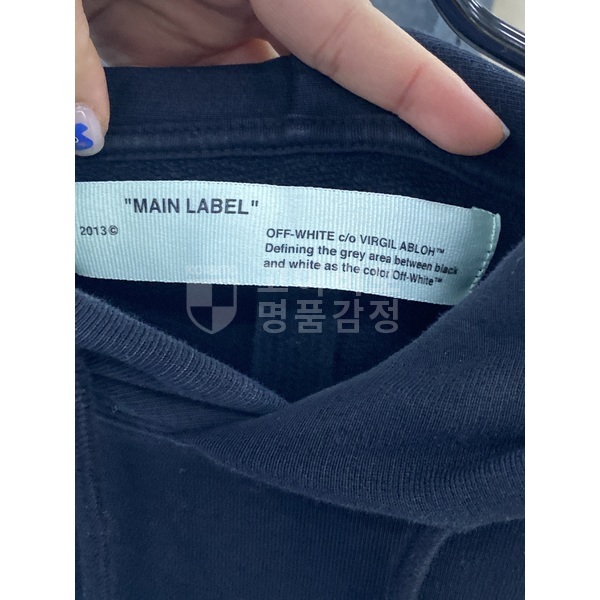 "MAIN LABEL"
2013©
OFF-WHITE c/o VIRGIL ABLOH™
Defining the grey area between black
and white as the color Off-White™
명품감정